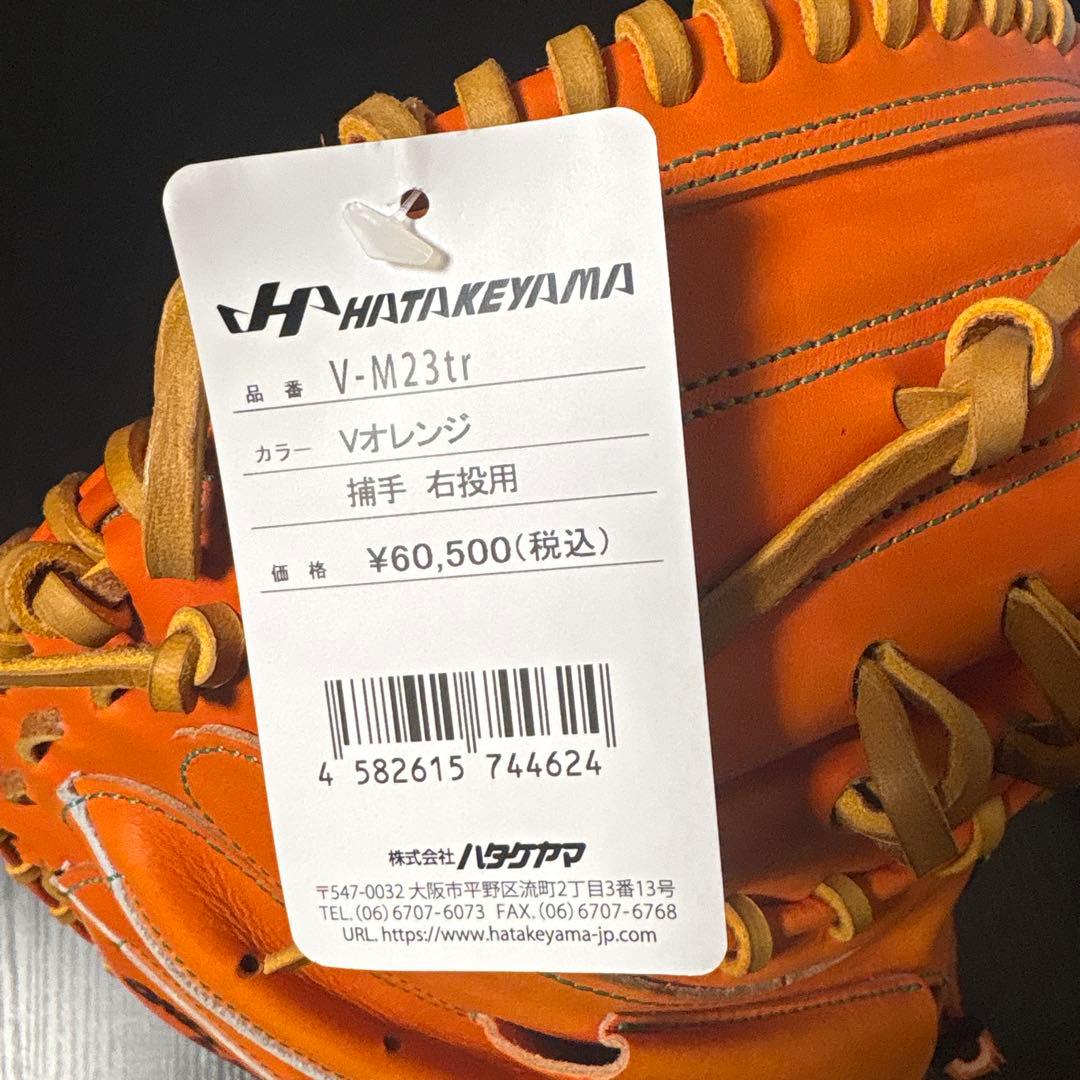 HATAKEYAMA
品番 V-M23tr
カラー Vオレンジ
捕手 右投用
価格 ¥60,500(税込)
4 582615 744624
株式会社 ハタケヤマ
〒547-0032 大阪市平野区流町2丁目3番13号
TEL.(06)6707-6073 FAX.(06)6707-6768
URL. https://www.hatakeyama-jp.com